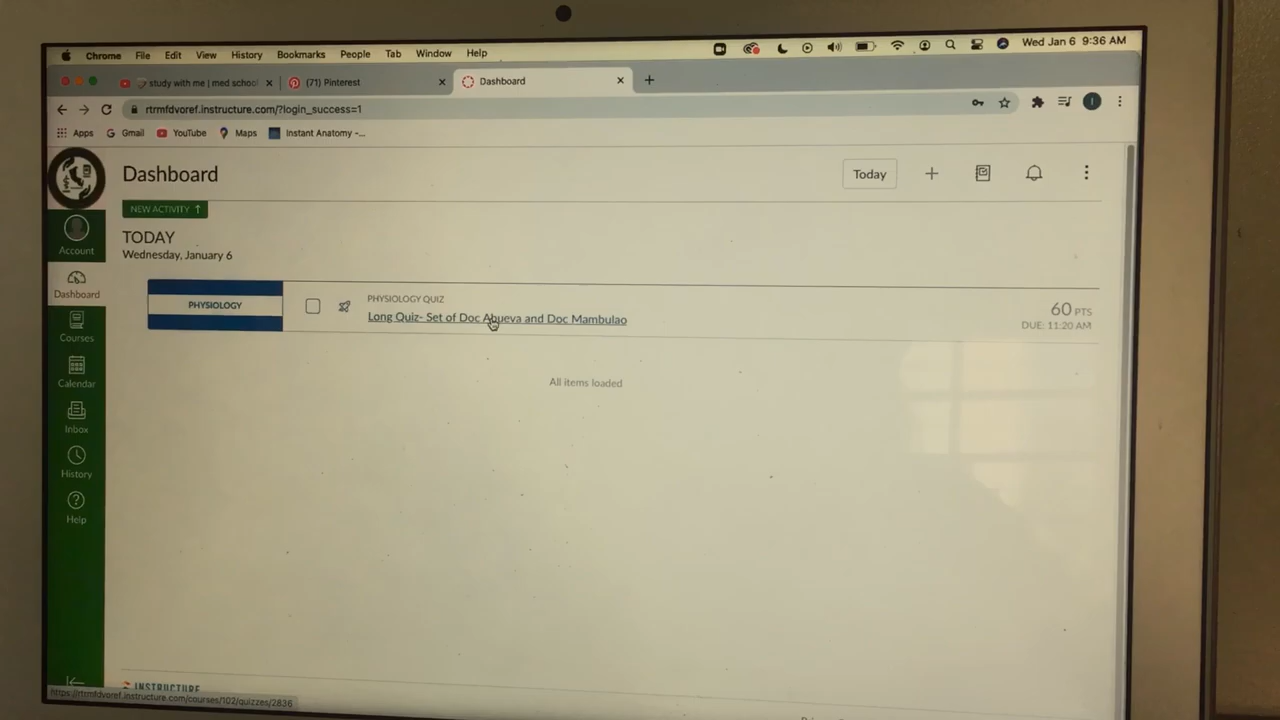 Chrome File Edit View History Bookmarks People Tab Window Help Wed Jan 6 9:36 AM
study with me | med school (71) Pinterest Dashboard
rtrmfdvoref.instructure.com/?login_success=1
Apps Gmail YouTube Maps Instant Anatomy -...
Dashboard Today
NEW ACTIVITY ↑
Account
TODAY
Wednesday, January 6
Dashboard
PHYSIOLOGY
PHYSIOLOGY QUIZ
Long Quiz- Set of Doc Abueva and Doc Mambulao
60 PTS
DUE: 11:20 AM
Courses
Calendar
All items loaded
Inbox
History
Help
INSTRUCTURE
https://rtrmfdvoref.instructure.com/courses/102/quizzes/2836